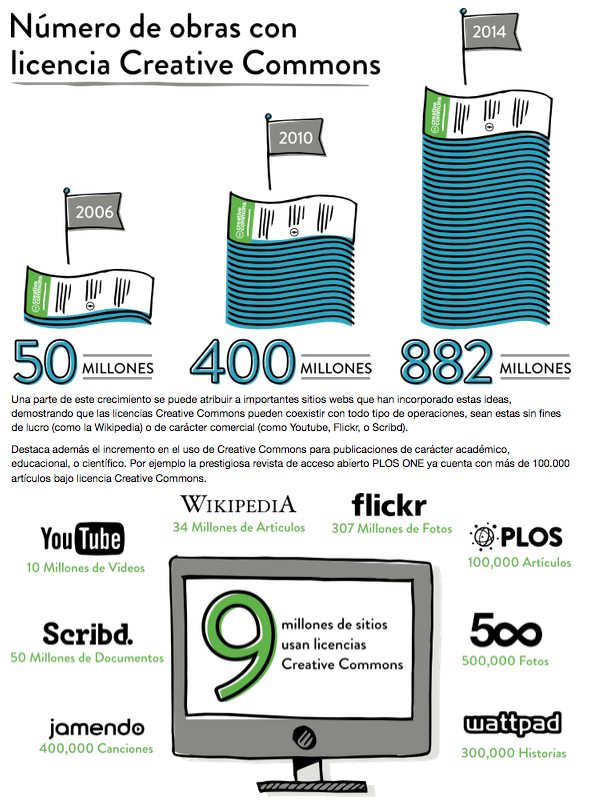 Número de obras con
licencia Creative Commons
2014
2010
2006
creative commons
creative commons
creative commons
50 MILLONES
400 MILLONES
882 MILLONES
Una parte de este crecimiento se puede atribuir a importantes sitios webs que han incorporado estas ideas,
demostrando que las licencias Creative Commons pueden coexistir con todo tipo de operaciones, sean estas sin fines
de lucro (como la Wikipedia) o de carácter comercial (como Youtube, Flickr, o Scribd).
Destaca además el incremento en el uso de Creative Commons para publicaciones de carácter académico,
educacional, o científico. Por ejemplo la prestigiosa revista de acceso abierto PLOS ONE ya cuenta con más de 100.000
artículos bajo licencia Creative Commons.
WIKIPEDIA
34 Millones de Artículos
flickr
307 Millones de Fotos
YouTube
10 Millones de Vídeos
PLOS
100,000 Artículos
9
millones de sitios
usan licencias
Creative Commons
Scribd.
50 Millones de Documentos
500
500,000 Fotos
jamendo
400,000 Canciones
wattpad
300,000 Historias